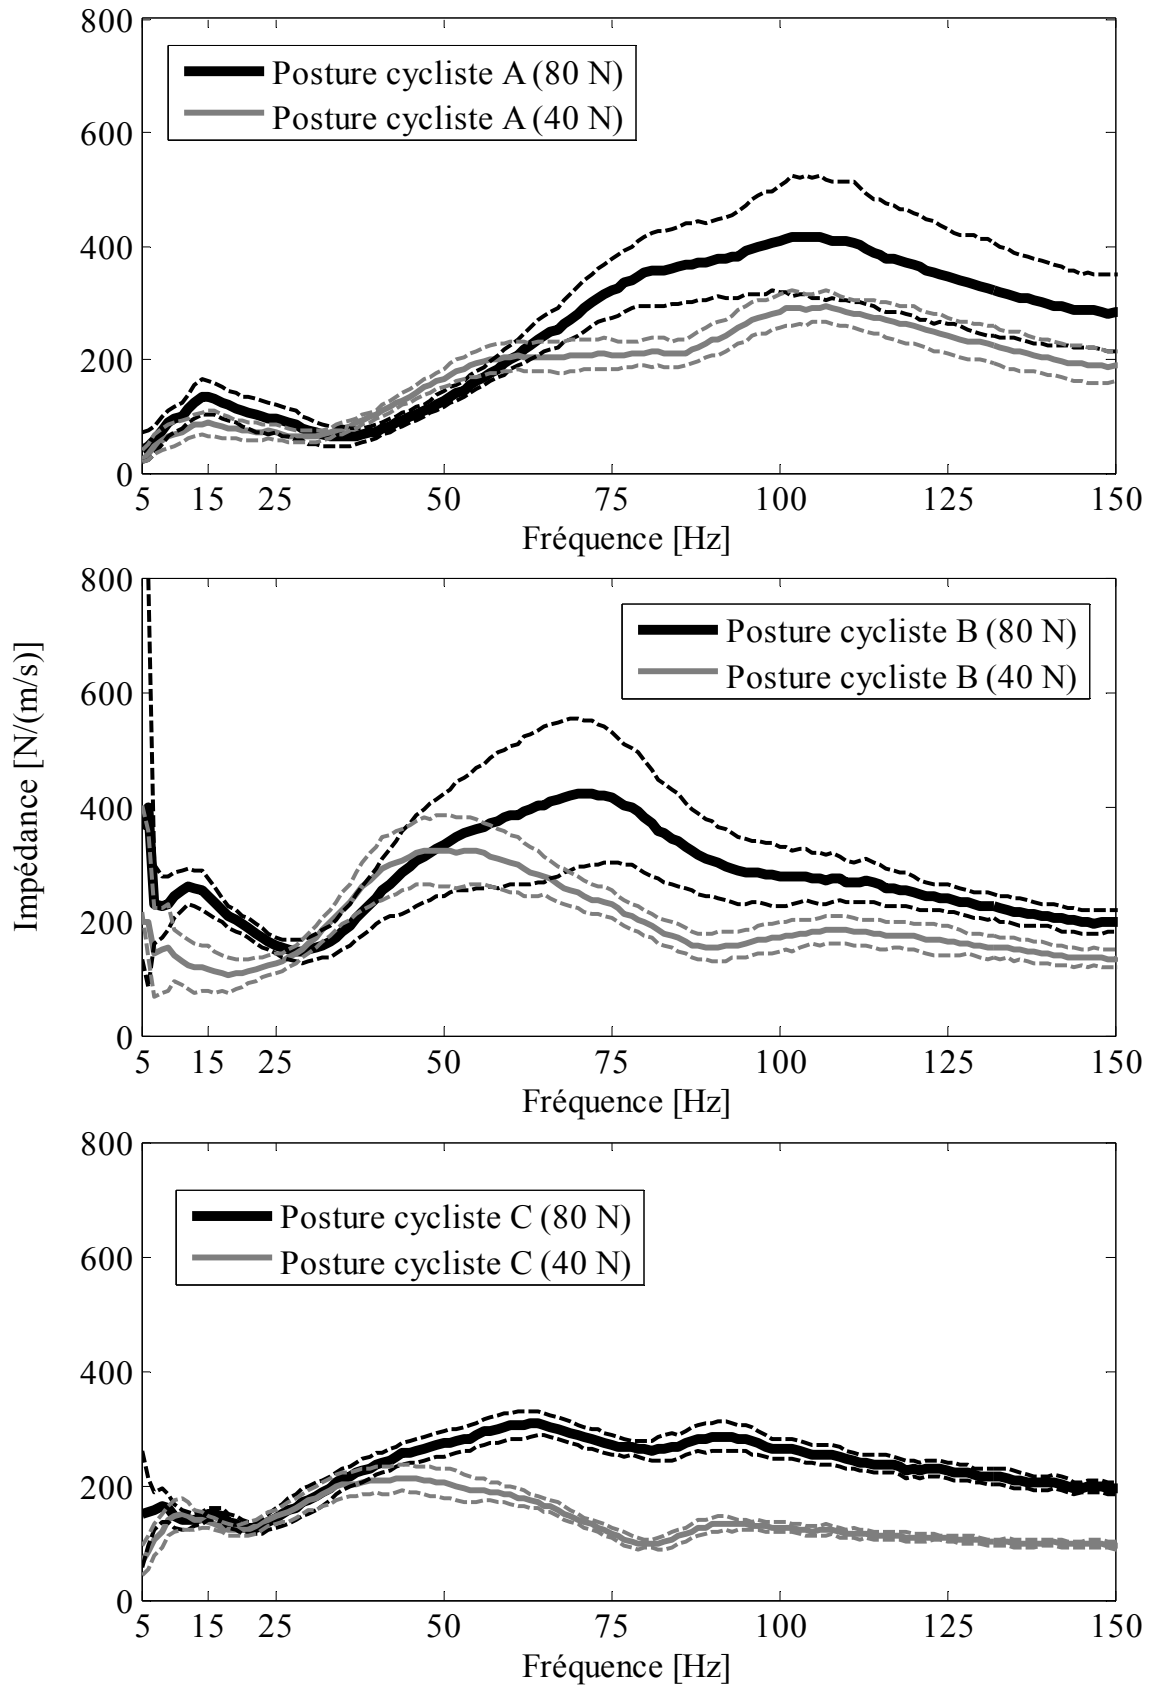 800
Posture cycliste A (80 N)
Posture cycliste A (40 N)
600
400
200
0
5 15 25 50 75 100 125 150
Fréquence [Hz]
Impédance [N/(m/s)]
800
Posture cycliste B (80 N)
Posture cycliste B (40 N)
600
400
200
0
5 15 25 50 75 100 125 150
Fréquence [Hz]
800
Posture cycliste C (80 N)
Posture cycliste C (40 N)
600
400
200
0
5 15 25 50 75 100 125 150
Fréquence [Hz]